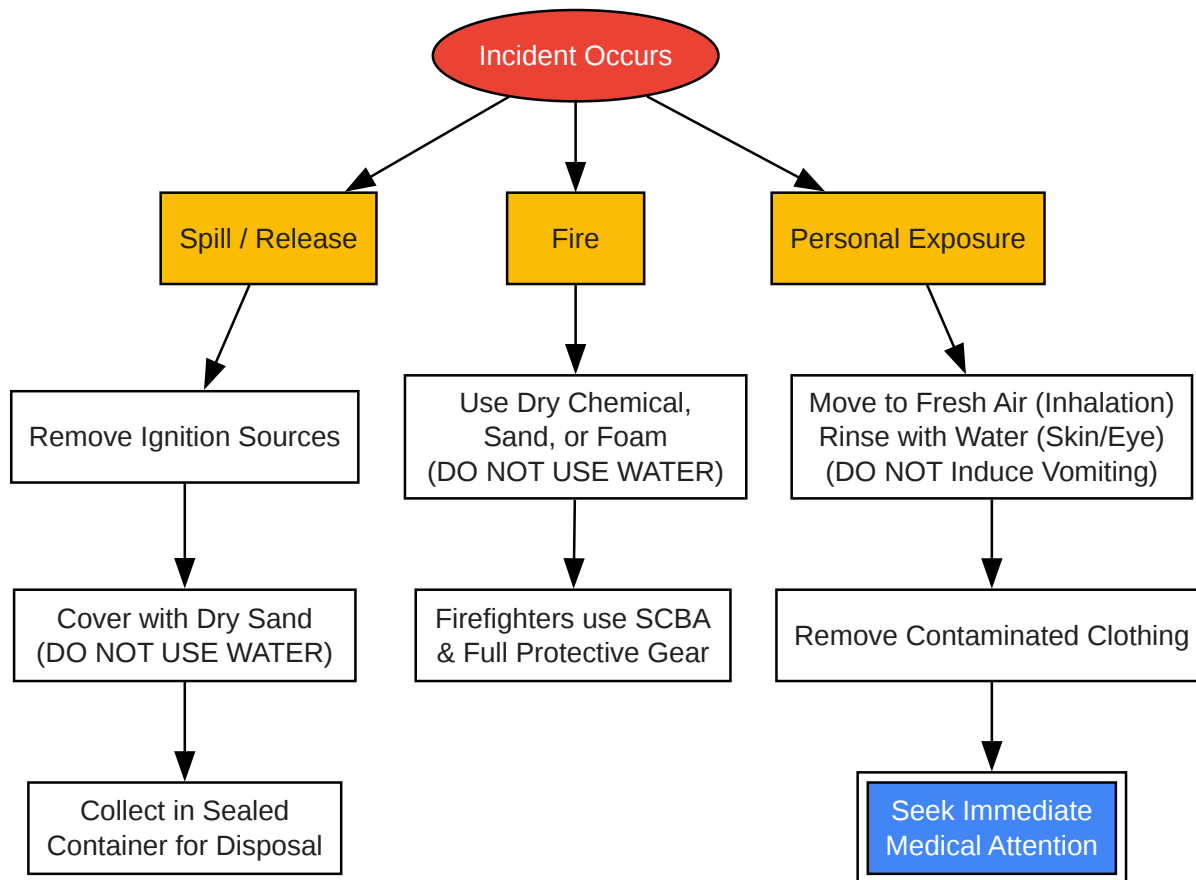 Incident Occurs
Spill / Release
Fire
Personal Exposure
Remove Ignition Sources
Use Dry Chemical,
Sand, or Foam
(DO NOT USE WATER)
Move to Fresh Air (Inhalation)
Rinse with Water (Skin/Eye)
(DO NOT Induce Vomiting)
Cover with Dry Sand
(DO NOT USE WATER)
Firefighters use SCBA
& Full Protective Gear
Remove Contaminated Clothing
Collect in Sealed
Container for Disposal
Seek Immediate
Medical Attention